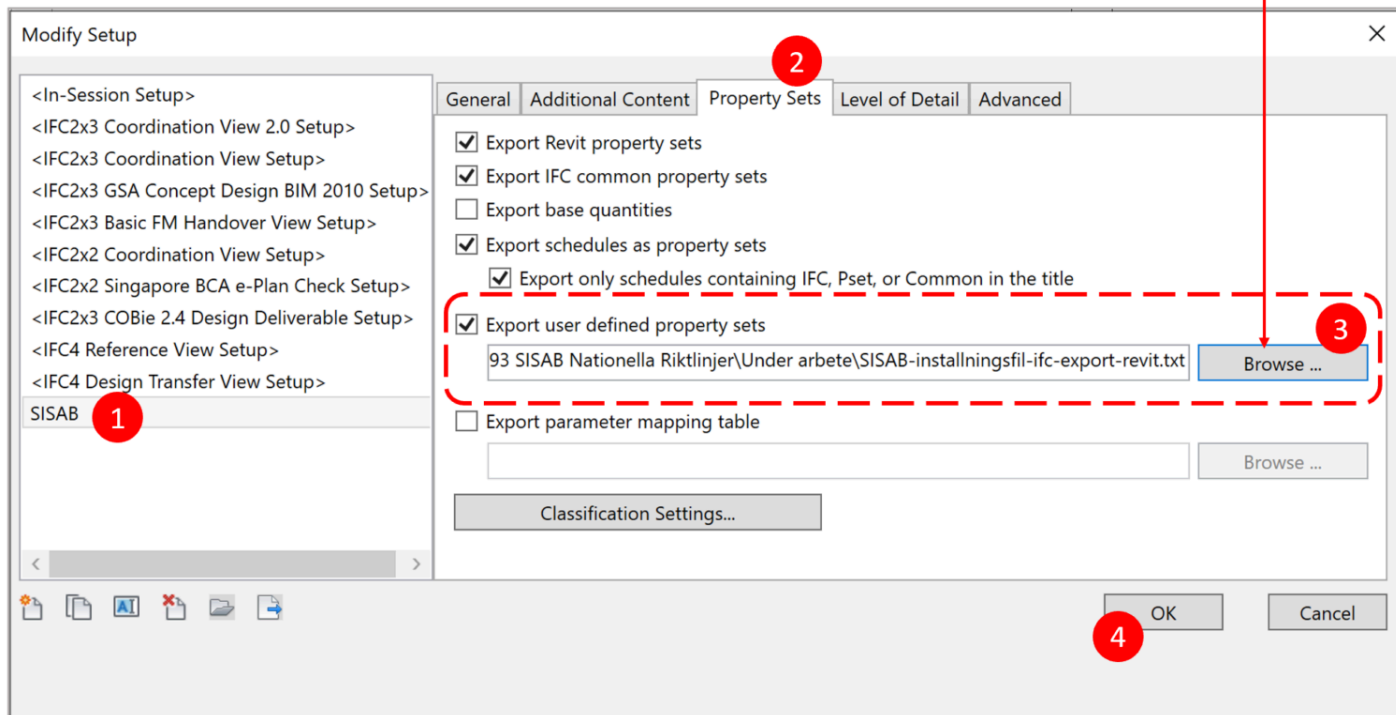 Modify Setup
2
<In-Session Setup>
<IFC2x3 Coordination View 2.0 Setup>
<IFC2x3 Coordination View Setup>
<IFC2x3 GSA Concept Design BIM 2010 Setup>
<IFC2x3 Basic FM Handover View Setup>
<IFC2x2 Coordination View Setup>
<IFC2x2 Singapore BCA e-Plan Check Setup>
<IFC2x3 COBie 2.4 Design Deliverable Setup>
<IFC4 Reference View Setup>
<IFC4 Design Transfer View Setup>
SISAB 1
General Additional Content Property Sets Level of Detail Advanced
Export Revit property sets
Export IFC common property sets
Export base quantities
Export schedules as property sets
Export only schedules containing IFC, Pset, or Common in the title
Export user defined property sets
3
93 SISAB Nationella Riktlinjer\Under arbete\SISAB-installningsfil-ifc-export-revit.txt Browse ...
Export parameter mapping table
Browse ...
Classification Settings...
AI
OK Cancel
4